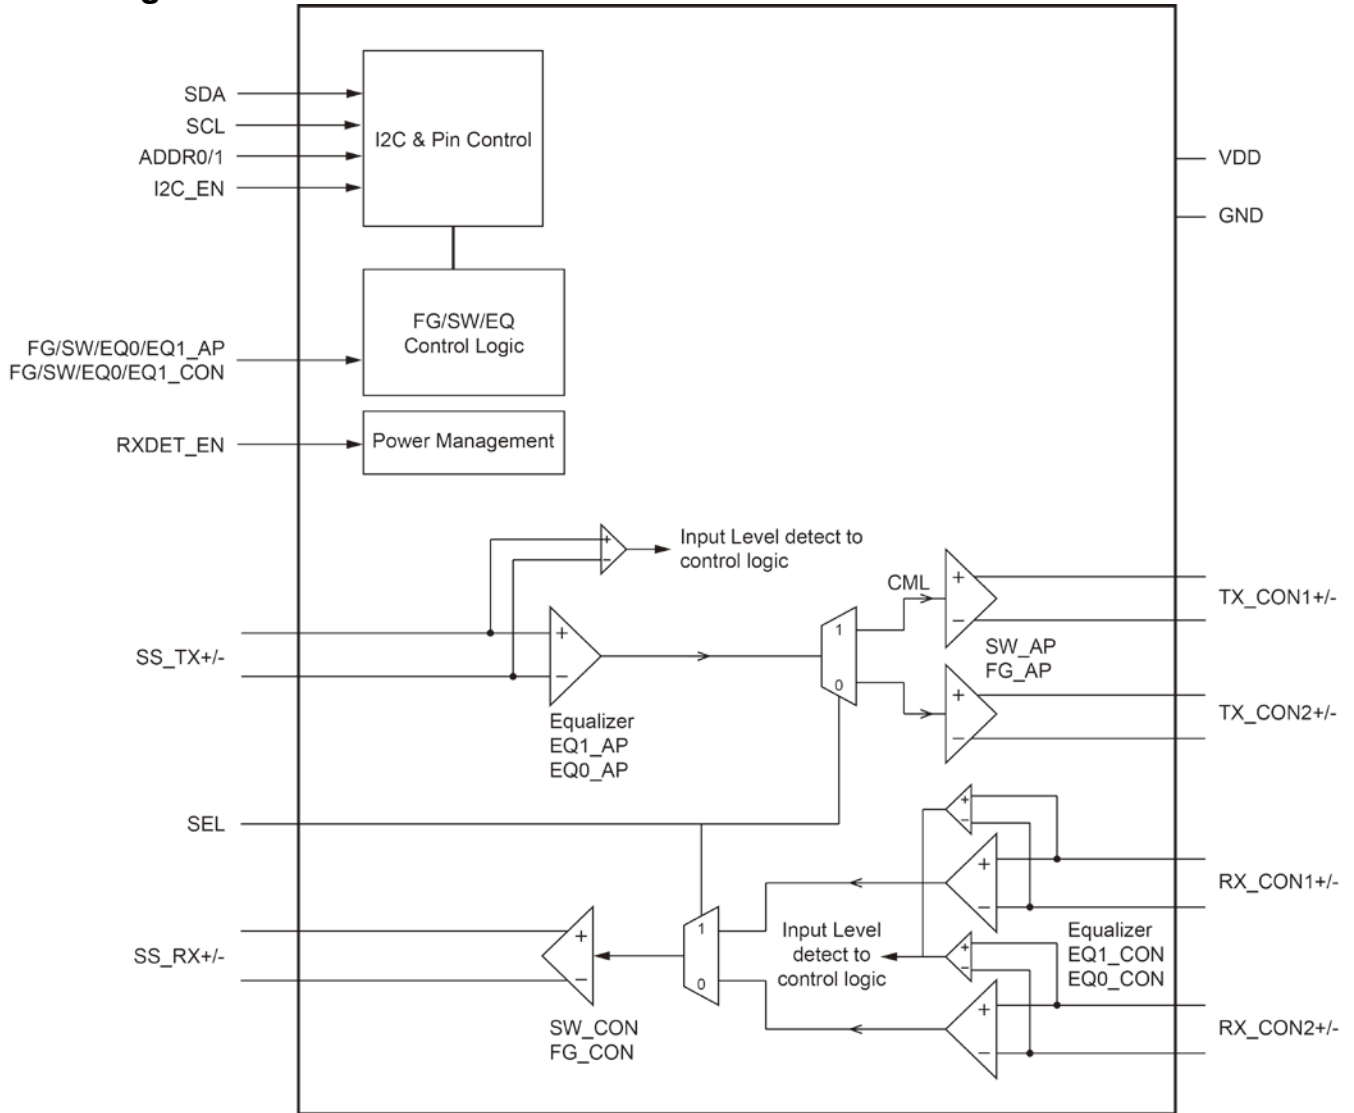 SDA
SCL
ADDR0/1
I2C_EN
I2C & Pin Control
VDD
GND
FG/SW/EQ
Control Logic
FG/SW/EQ0/EQ1_AP
FG/SW/EQ0/EQ1_CON
RXDET_EN
Power Management
+
−
Input Level detect to
control logic
SS_TX+/-
+
−
Equalizer
EQ1_AP
EQ0_AP
1
0
CML
+
−
TX_CON1+/-
SW_AP
FG_AP
+
−
TX_CON2+/-
SEL
+
−
+
−
RX_CON1+/-
SS_RX+/-
+
−
SW_CON
FG_CON
1
0
Input Level
detect to
control logic
+
−
Equalizer
EQ1_CON
EQ0_CON
+
−
RX_CON2+/-